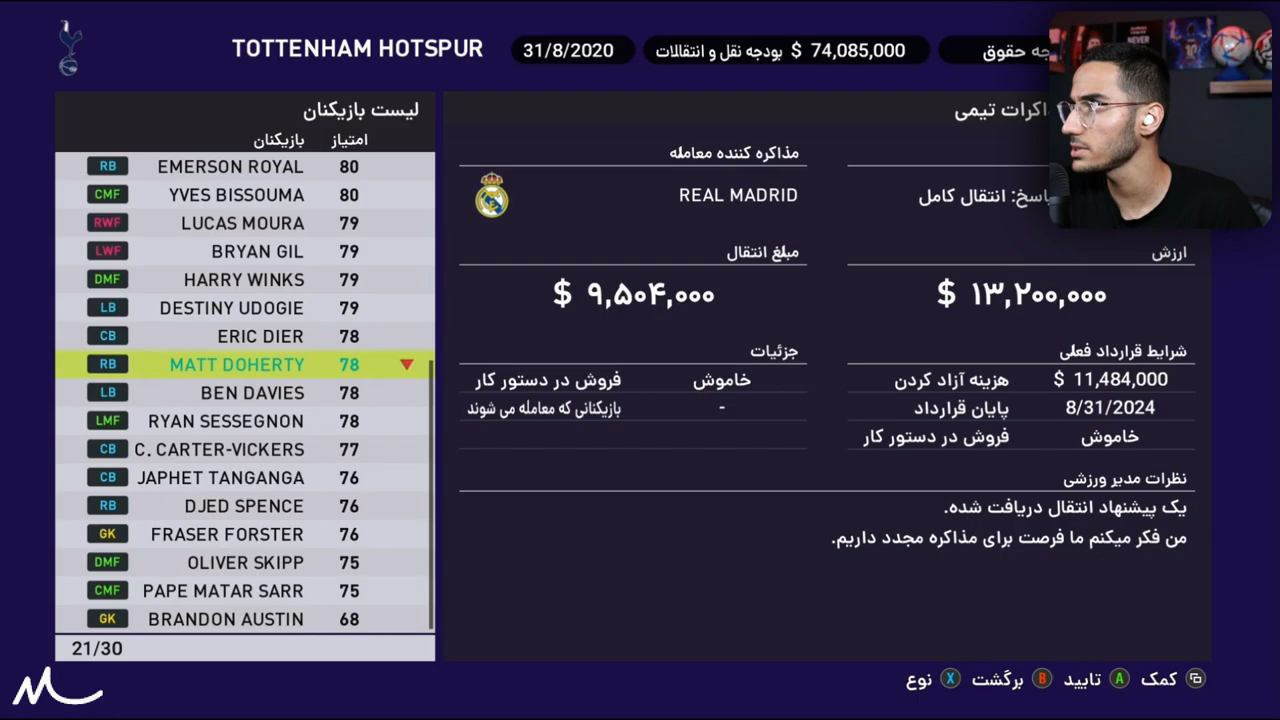 TOTTENHAM HOTSPUR
31/8/2020
بودجه نقل و انتقالات $ 74,085,000
حقوق
لیست بازیکنان
بازیکنان امتیاز
RB EMERSON ROYAL 80
CMF YVES BISSOUMA 80
RWF LUCAS MOURA 79
LWF BRYAN GIL 79
DMF HARRY WINKS 79
LB DESTINY UDOGIE 79
CB ERIC DIER 78
RB MATT DOHERTY 78
LB BEN DAVIES 78
LMF RYAN SESSEGNON 78
CB C. CARTER-VICKERS 77
CB JAPHET TANGANGA 76
RB DJED SPENCE 76
GK FRASER FORSTER 76
DMF OLIVER SKIPP 75
CMF PAPE MATAR SARR 75
GK BRANDON AUSTIN 68
21/30
تیمی
مذاکره کننده معامله
REAL MADRID
انتقال کامل
ارزش
$ ۱۳,۲۰۰,۰۰۰
مبلغ انتقال
$ ۹,۵۰۴,۰۰۰
شرایط قرارداد فعلی
هزینه آزاد کردن $ 11,484,000
پایان قرارداد 8/31/2024
فروش در دستور کار خاموش
جزئیات
فروش در دستور کار خاموش
بازیکنانی که معامله می شوند -
نظرات مدیر ورزشی
یک پیشنهاد انتقال دریافت شده.
من فکر میکنم ما فرصت برای مذاکره مجدد داریم.
کمک A تایید B برگشت X نوع